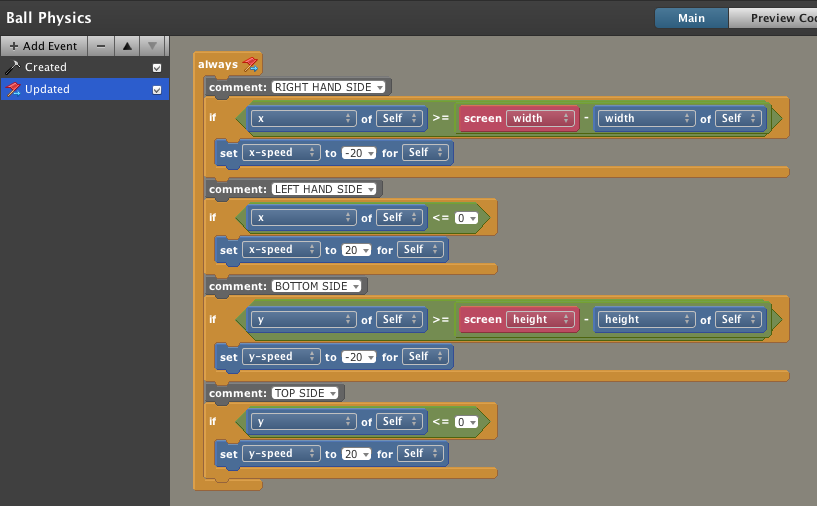 Ball Physics
Main
Preview Coo
+ Add Event
Created
Updated
always
comment: RIGHT HAND SIDE
if x of Self >= screen width - width of Self
set x-speed to -20 for Self
comment: LEFT HAND SIDE
if x of Self <= 0
set x-speed to 20 for Self
comment: BOTTOM SIDE
if y of Self >= screen height - height of Self
set y-speed to -20 for Self
comment: TOP SIDE
if y of Self <= 0
set y-speed to 20 for Self